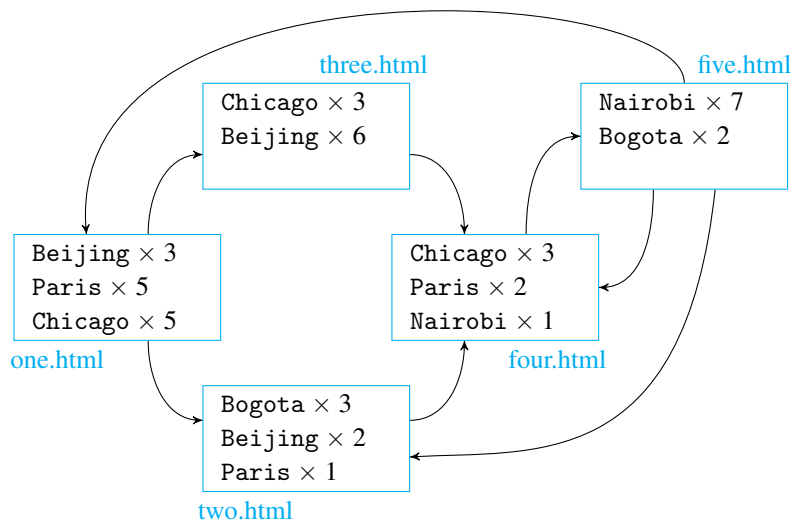 three.html
Chicago × 3
Beijing × 6
five.html
Nairobi × 7
Bogota × 2
Beijing × 3
Paris × 5
Chicago × 5
one.html
Chicago × 3
Paris × 2
Nairobi × 1
four.html
Bogota × 3
Beijing × 2
Paris × 1
two.html